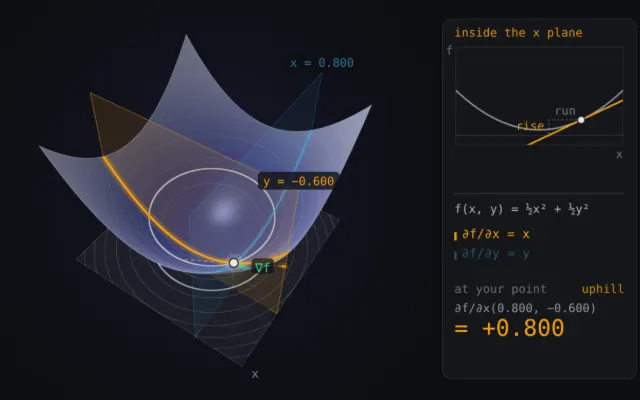 x = 0.800
y = −0.600
∇f
x
inside the x plane
f
run
rise
x
f(x, y) = ½x² + ½y²
∂f/∂x = x
∂f/∂y = y
at your point uphill
∂f/∂x(0.800, −0.600)
= +0.800